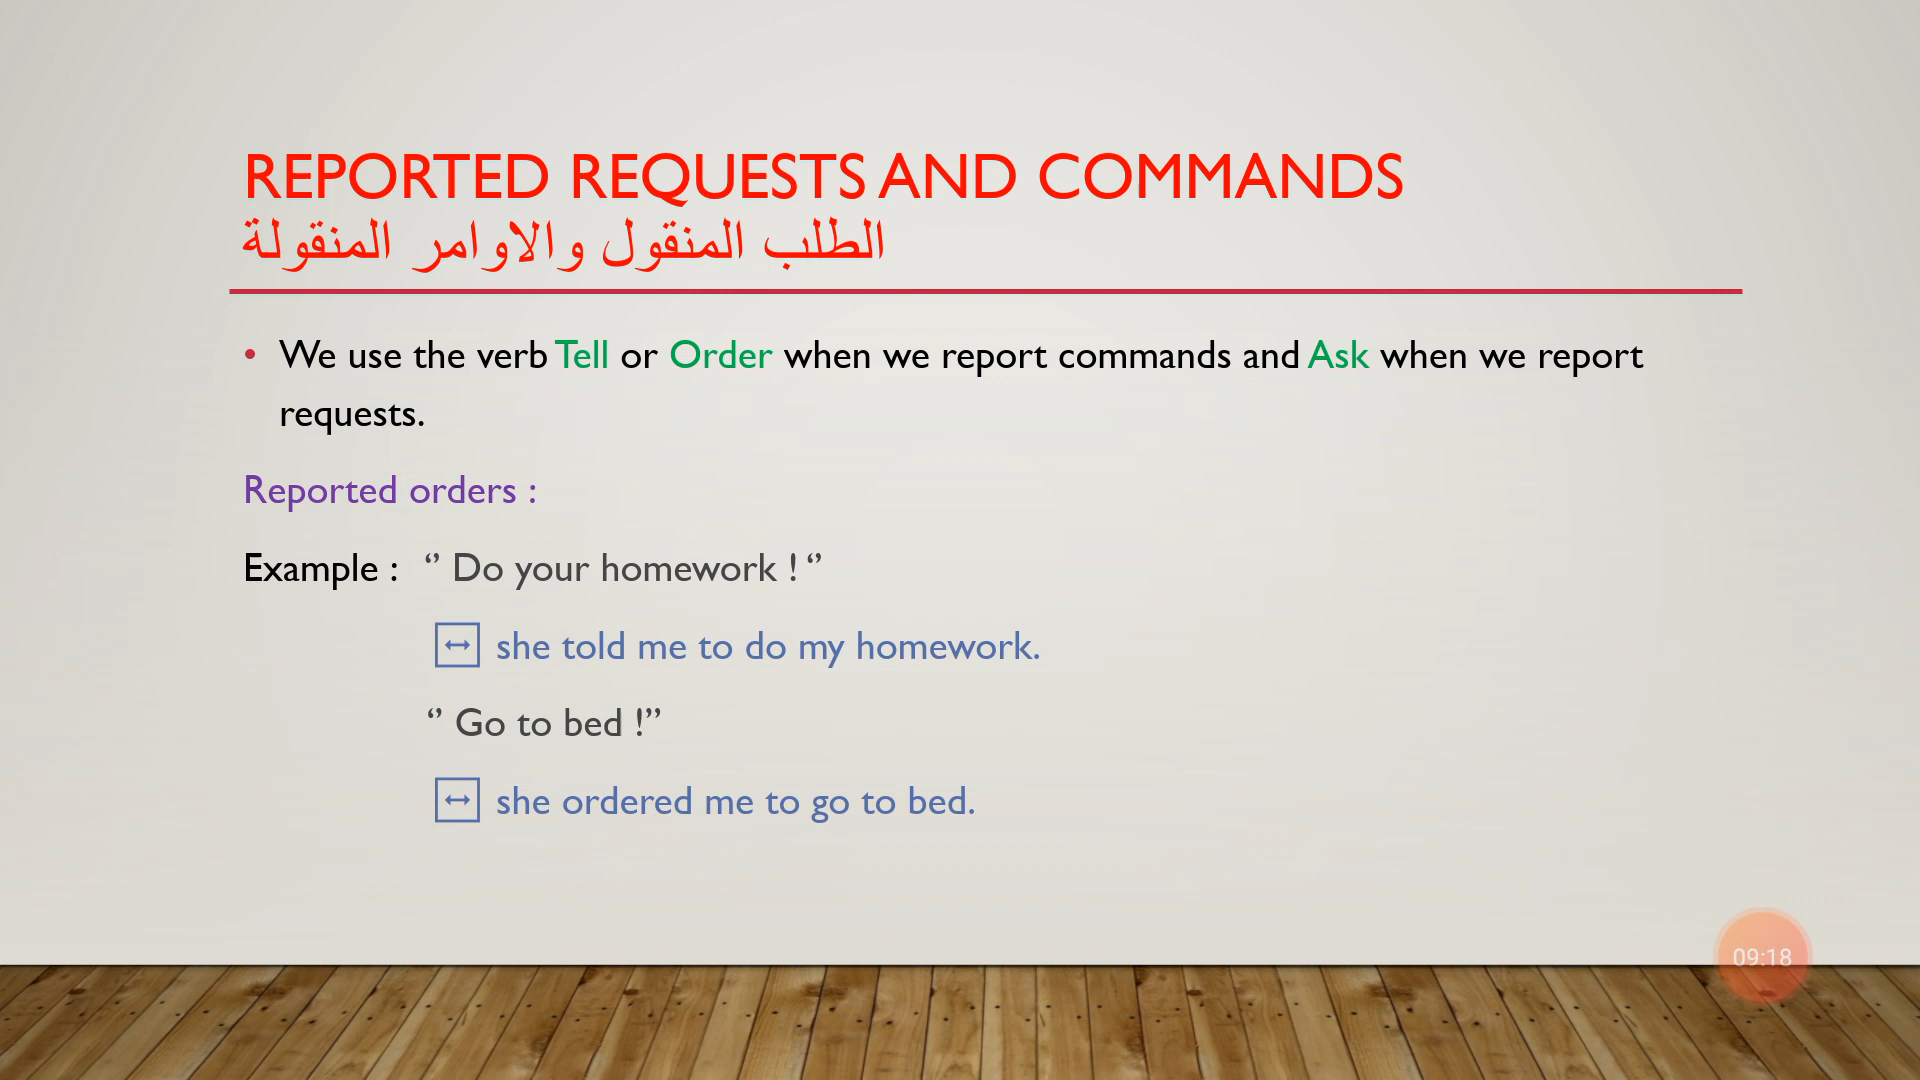 REPORTED REQUESTS AND COMMANDS
الطلب المنقول والاوامر المنقولة
• We use the verb Tell or Order when we report commands and Ask when we report
requests.
Reported orders :
Example : “ Do your homework ! “
↔ she told me to do my homework.
“ Go to bed !”
↔ she ordered me to go to bed.
09:18